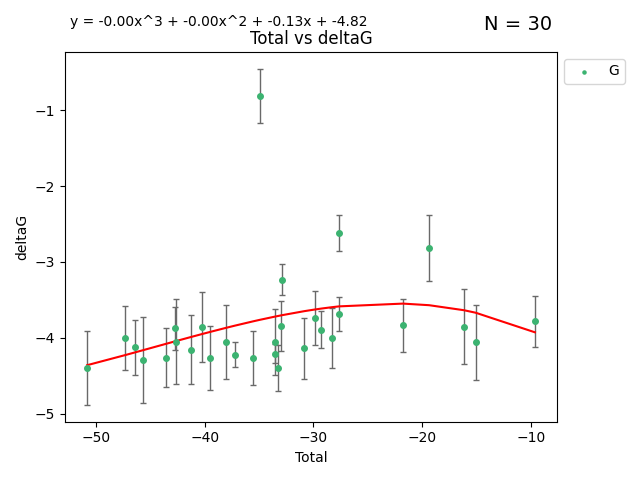 y = -0.00x^3 + -0.00x^2 + -0.13x + -4.82
N = 30
Total vs deltaG
G
−1
−2
−3
−4
−5
deltaG
−50 −40 −30 −20 −10
Total